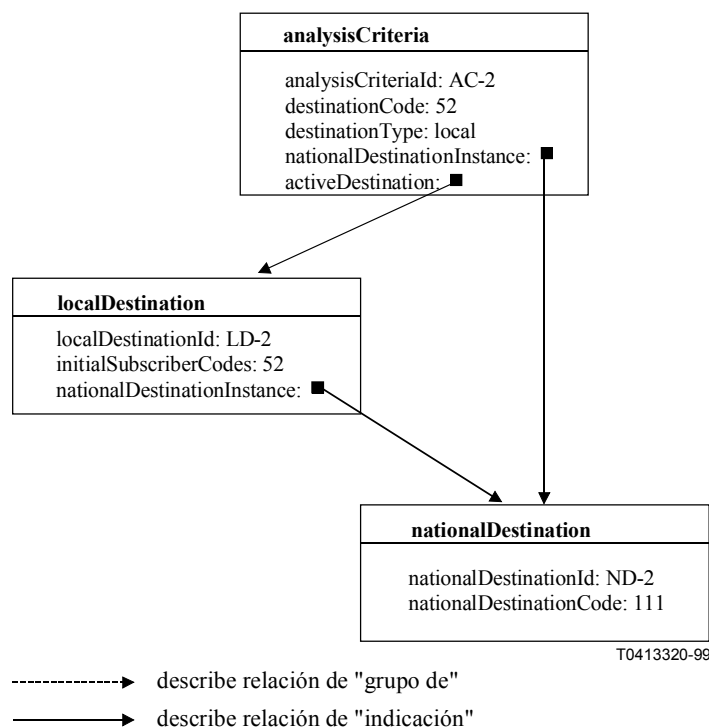 analysisCriteria
analysisCriteriaId: AC-2
destinationCode: 52
destinationType: local
nationalDestinationInstance:
activeDestination:
localDestination
localDestinationId: LD-2
initialSubscriberCodes: 52
nationalDestinationInstance:
nationalDestination
nationalDestinationId: ND-2
nationalDestinationCode: 111
T0413320-99
describe relación de "grupo de"
describe relación de "indicación"